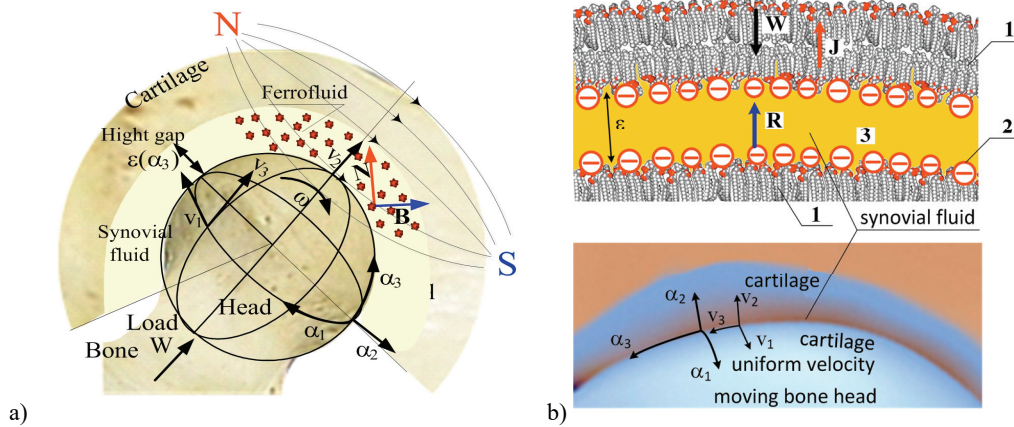 N
Cartilage
Ferrofluid
Hight gap
ε(α₃)
v₂
N
v₃
ω
B
v₁
Synovial
fluid
S
α₃
l
Head
α₁
Load
W
α₂
Bone
a)
W
J
1
ε
R
3
2
1
synovial fluid
cartilage
α₂
v₂
v₃
α₃
v₁
cartilage
α₁
uniform velocity
moving bone head
b)